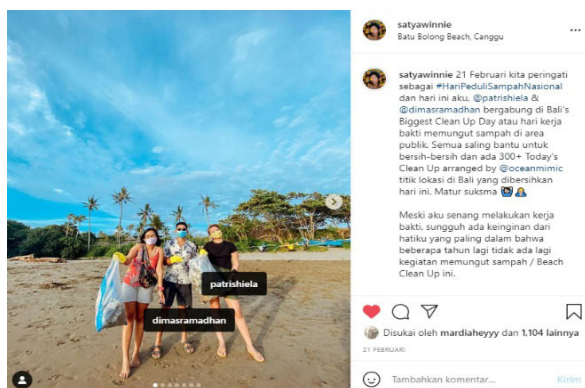 satyawinnie
Batu Bolong Beach, Canggu
satyawinnie 21 Februari kita peringati
sebagai #HariPeduliSampahNasional
dan hari ini aku, @patrishiela &
@dimasramadhan bergabung di Bali's
Biggest Clean Up Day atau hari kerja
bakti memungut sampah di area
publik. Semua saling bantu untuk
bersih-bersih dan ada 300+ Today's
Clean Up arranged by @oceanmimic
titik lokasi di Bali yang dibersihkan
hari ini. Matur suksma
Meski aku senang melakukan kerja
bakti, sungguh ada keinginan dari
hatiku yang paling dalam bahwa
beberapa tahun lagi tidak ada lagi
kegiatan memungut sampah / Beach
Clean Up ini.
patrishiela
dimasramadhan
Disukai oleh mardiaheyyy dan 1,104 lainnya
21 FEBRUARI
Tambahkan komentar...
Kirim